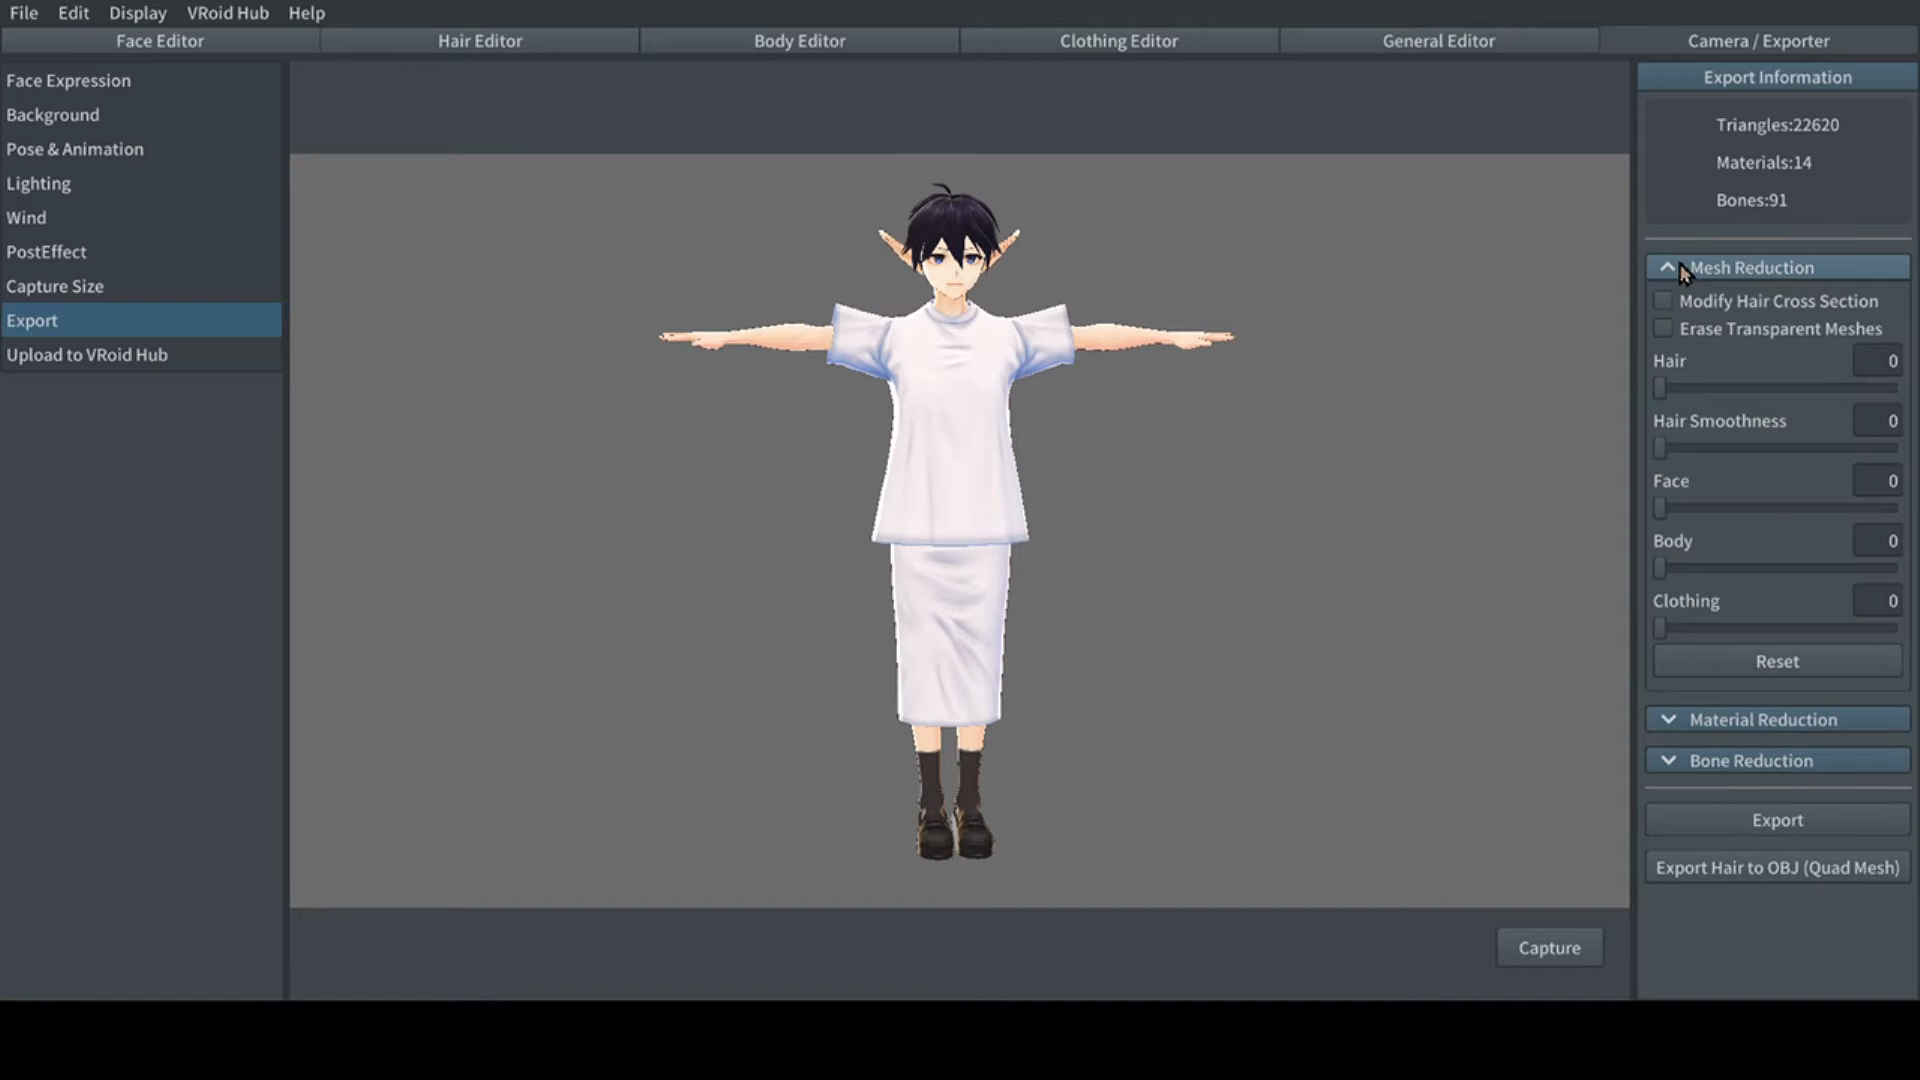 File Edit Display VRoid Hub Help
Face Editor Hair Editor Body Editor Clothing Editor General Editor Camera / Exporter
Face Expression
Background
Pose & Animation
Lighting
Wind
PostEffect
Capture Size
Export
Upload to VRoid Hub
Export Information
Triangles:22620
Materials:14
Bones:91
Mesh Reduction
Modify Hair Cross Section
Erase Transparent Meshes
Hair 0
Hair Smoothness 0
Face 0
Body 0
Clothing 0
Reset
Material Reduction
Bone Reduction
Export
Export Hair to OBJ (Quad Mesh)
Capture